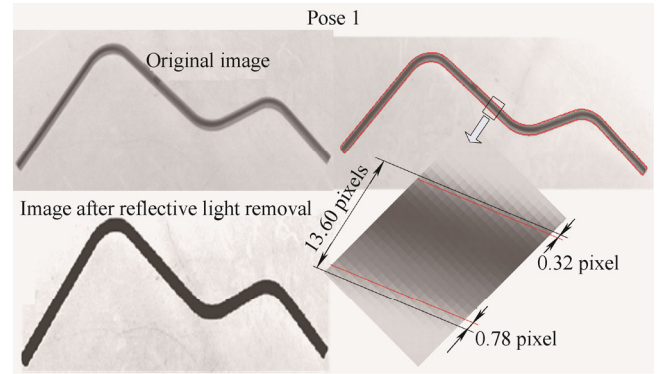 Pose 1
Original image
Image after reflective light removal
13.60 pixels
0.32 pixel
0.78 pixel